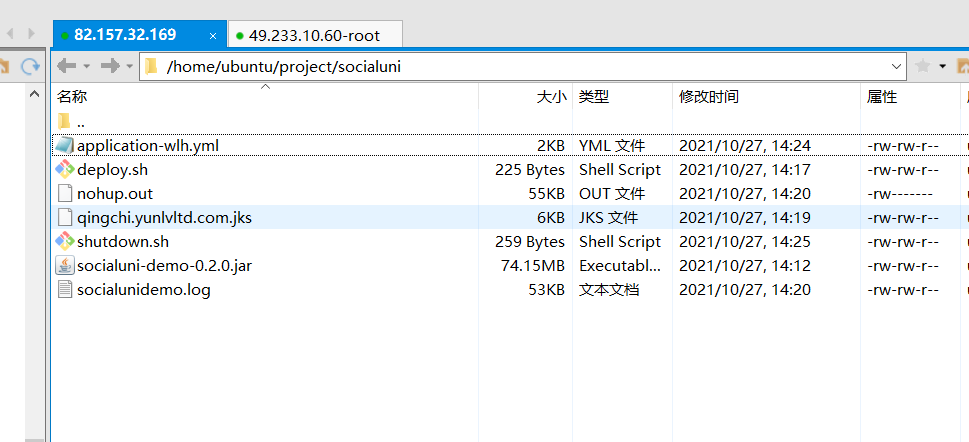 82.157.32.169 × 49.233.10.60-root
/home/ubuntu/project/socialuni
名称 大小 类型 修改时间 属性
..
application-wlh.yml 2KB YML 文件 2021/10/27, 14:24 -rw-rw-r--
deploy.sh 225 Bytes Shell Script 2021/10/27, 14:17 -rw-rw-r--
nohup.out 55KB OUT 文件 2021/10/27, 14:20 -rw-------
qingchi.yunlvltd.com.jks 6KB JKS 文件 2021/10/27, 14:19 -rw-rw-r--
shutdown.sh 259 Bytes Shell Script 2021/10/27, 14:25 -rw-rw-r--
socialuni-demo-0.2.0.jar 74.15MB Executabl... 2021/10/27, 14:12 -rw-rw-r--
socialunidemo.log 53KB 文本文档 2021/10/27, 14:20 -rw-rw-r--